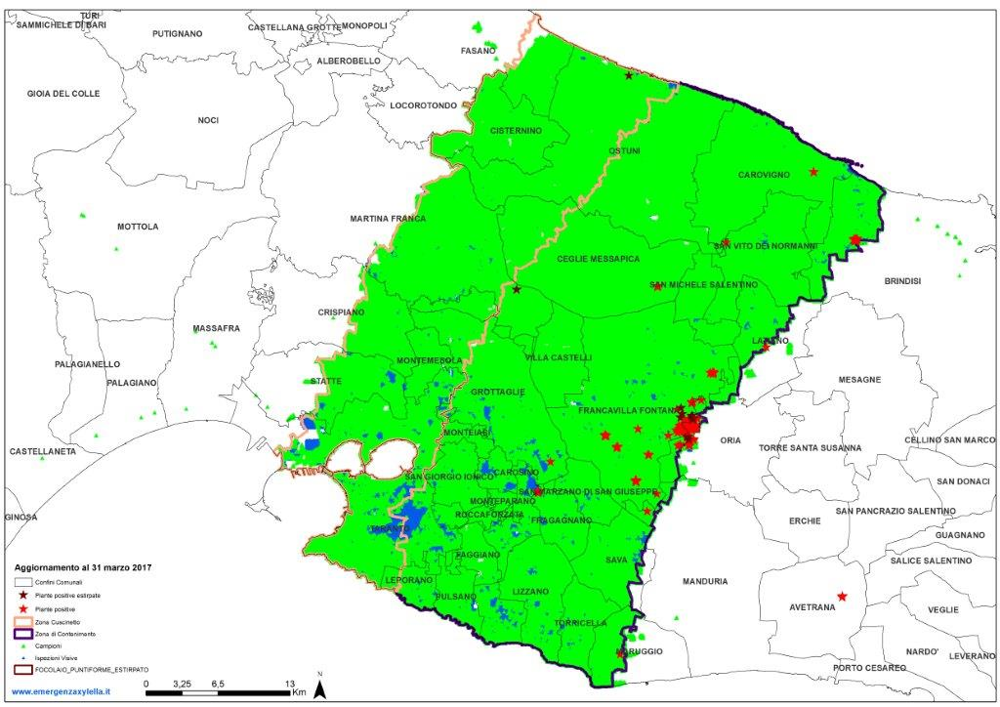 TURI
SAMMICHELE DI BARI
PUTIGNANO
CASTELLANA GROTTE
MONOPOLI
FASANO
ALBEROBELLO
GIOIA DEL COLLE
NOCI
LOCOROTONDO
CISTERNINO
OSTUNI
CAROVIGNO
MOTTOLA
MARTINA FRANCA
SAN VITO DEI NORMANNI
CEGLIE MESSAPICA
BRINDISI
SAN MICHELE SALENTINO
CRISPIANO
MASSAFRA
LATIANO
PALAGIANELLO
MONTEMESOLA
VILLA CASTELLI
PALAGIANO
STATTE
MESAGNE
GROTTAGLIE
FRANCAVILLA FONTANA
MONTEIASI
ORIA
CELLINO SAN MARCO
TORRE SANTA SUSANNA
CASTELLANETA
CAROSINO
SAN GIORGIO IONICO
SAN DONACI
SAN MARZANO DI SAN GIUSEPPE
MONTEPARANO
GINOSA
ROCCAFORZATA
SAN PANCRAZIO SALENTINO
FRAGAGNANO
ERCHIE
TARANTO
GUAGNANO
FAGGIANO
SAVA
SALICE SALENTINO
LEPORANO
MANDURIA
LIZZANO
PULSANO
AVETRANA
VEGLIE
TORRICELLA
MARUGGIO
NARDO'
LEVERANO
PORTO CESAREO
Aggiornamento al 31 marzo 2017
Confini Comunali
Piante positive estirpate
Piante positive
Zona Cuscinetto
Zona di Contenimento
Campioni
Ispezioni Visive
FOCOLAIO_PUNTIFORME_ESTIRPATO
www.emergenzaxylella.it
0 3,25 6,5 13
Km
N